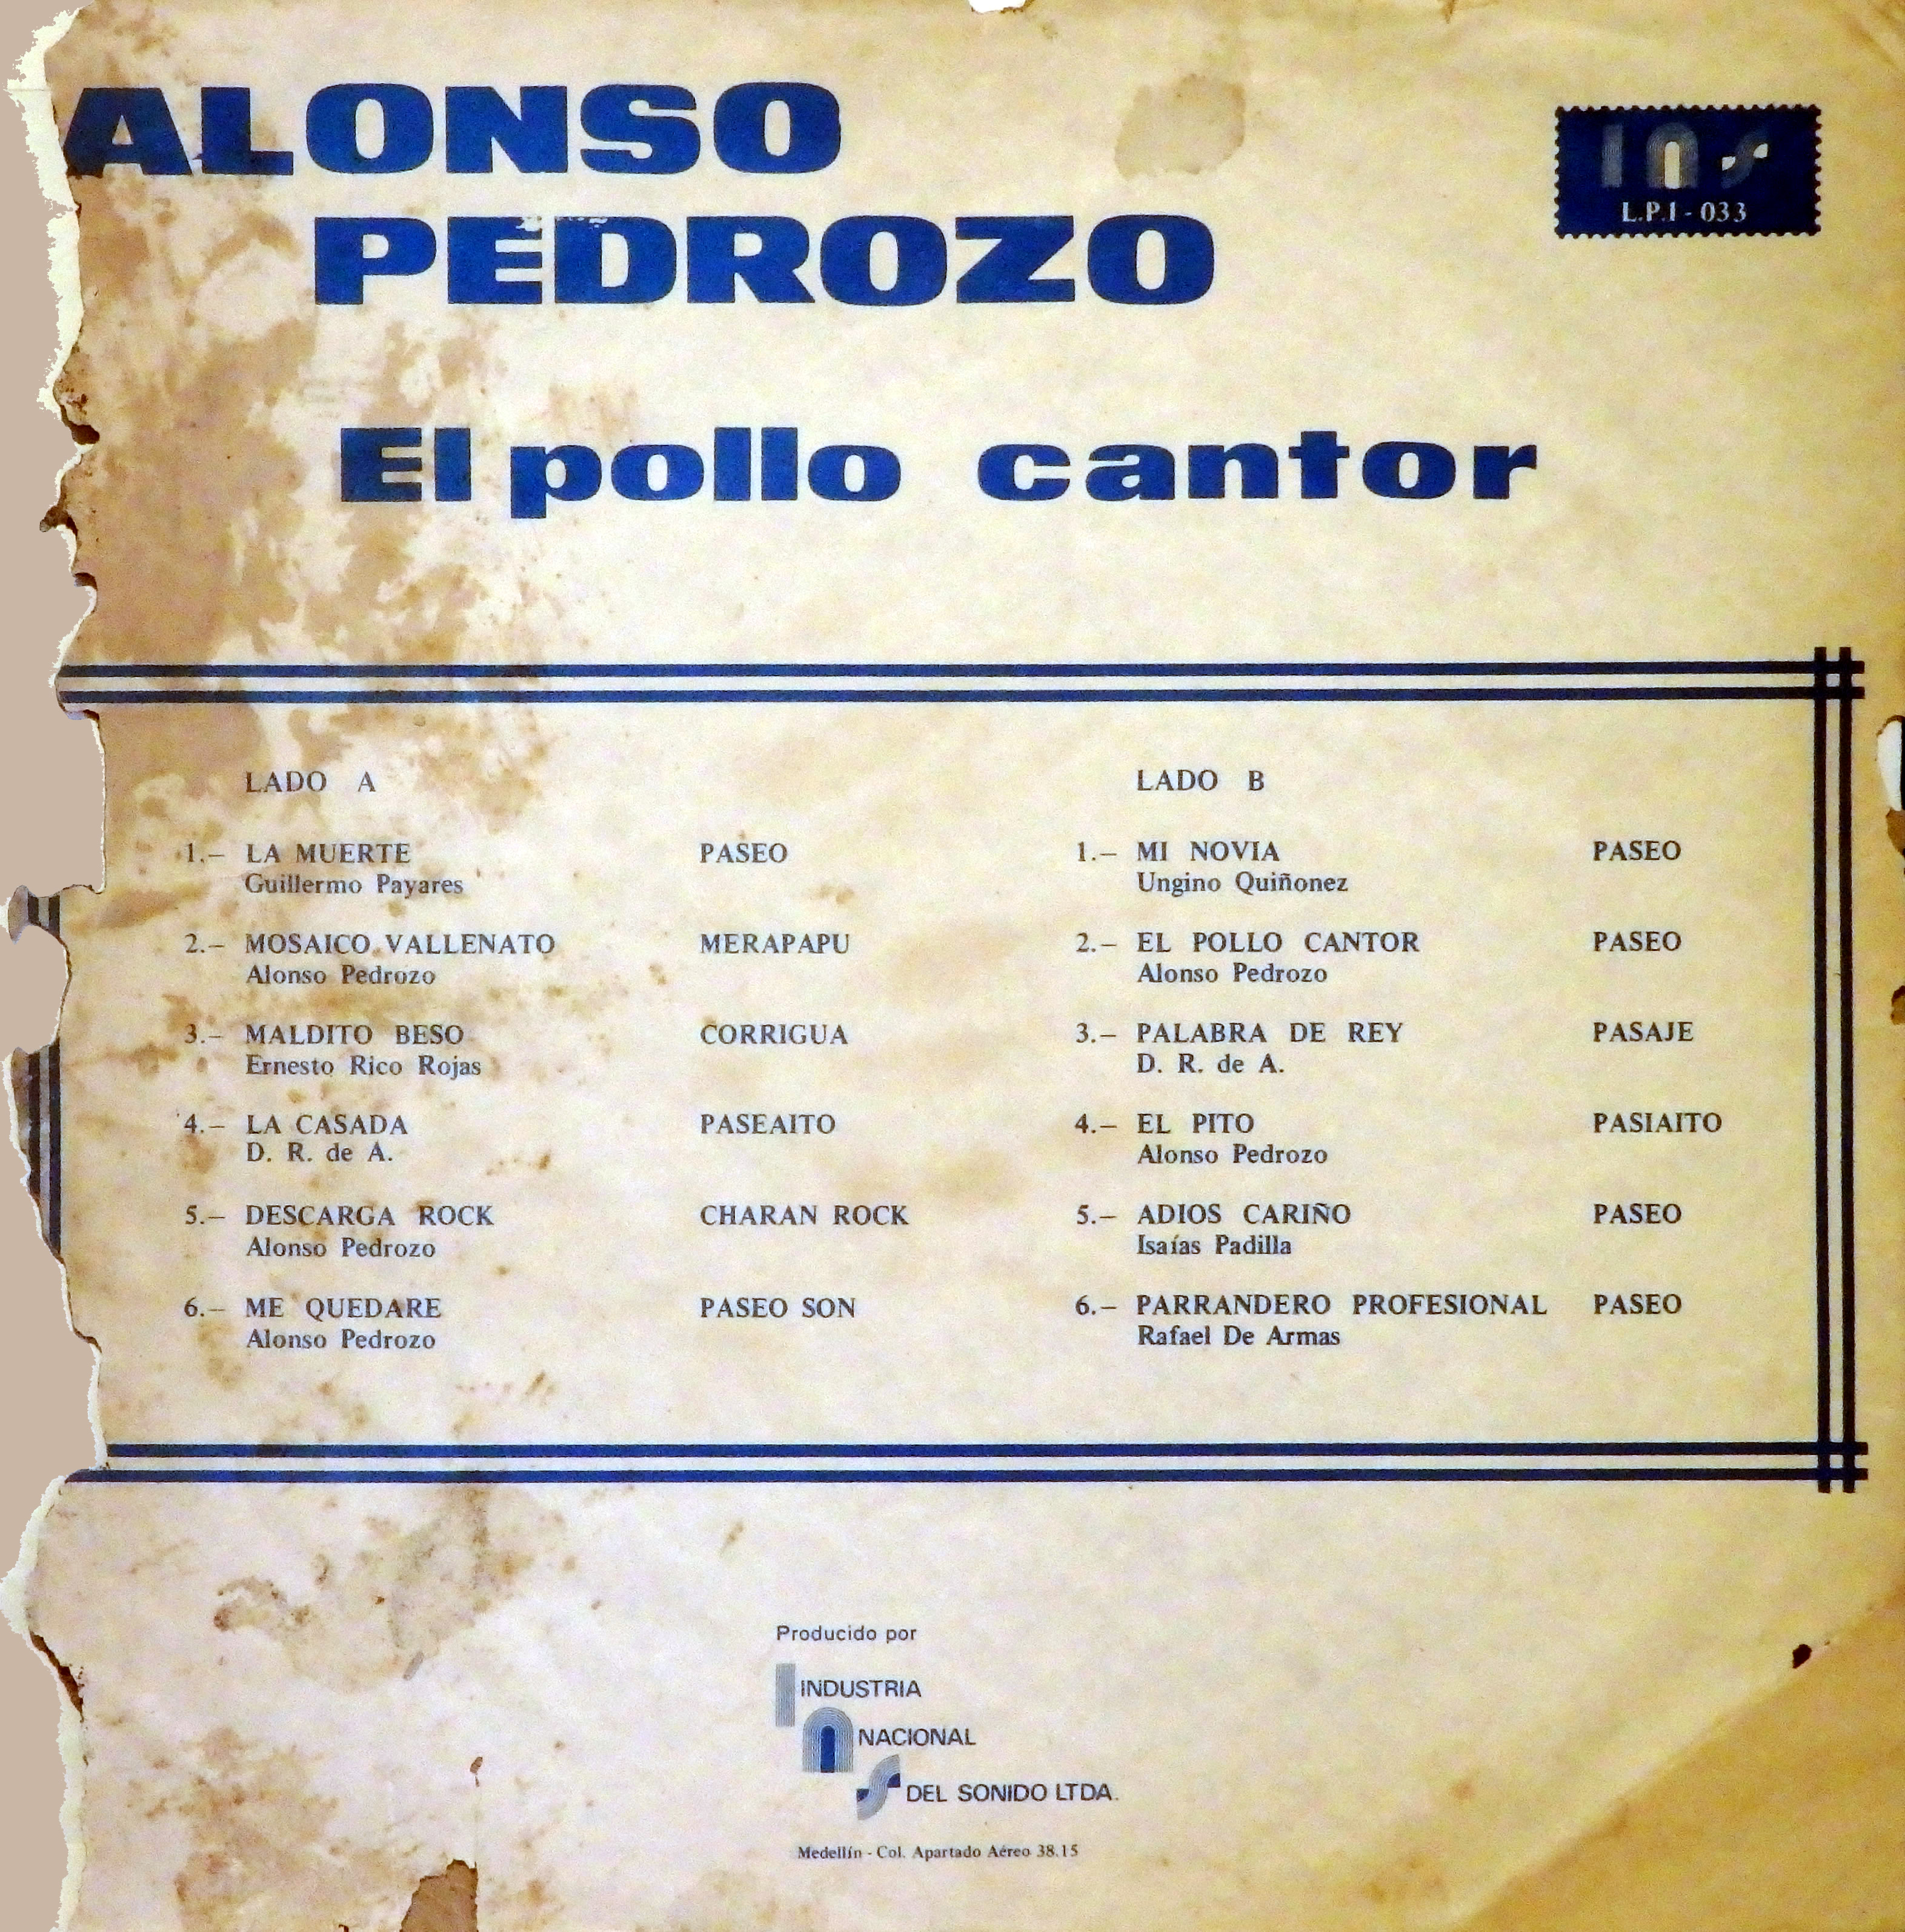 ALONSO
PEDROZO
ins
L.P.I - 033
El pollo cantor
LADO A
1.– LA MUERTE PASEO
Guillermo Payares
2.– MOSAICO VALLENATO MERAPAPU
Alonso Pedrozo
3.– MALDITO BESO CORRIGUA
Ernesto Rico Rojas
4.– LA CASADA PASEAITO
D. R. de A.
5.– DESCARGA ROCK CHARAN ROCK
Alonso Pedrozo
6.– ME QUEDARE PASEO SON
Alonso Pedrozo
LADO B
1.– MI NOVIA PASEO
Ungino Quiñonez
2.– EL POLLO CANTOR PASEO
Alonso Pedrozo
3.– PALABRA DE REY PASAJE
D. R. de A.
4.– EL PITO PASIAITO
Alonso Pedrozo
5.– ADIOS CARIÑO PASEO
Isaías Padilla
6.– PARRANDERO PROFESIONAL PASEO
Rafael De Armas
Producido por
INDUSTRIA
NACIONAL
DEL SONIDO LTDA.
Medellín - Col. Apartado Aéreo 38.15